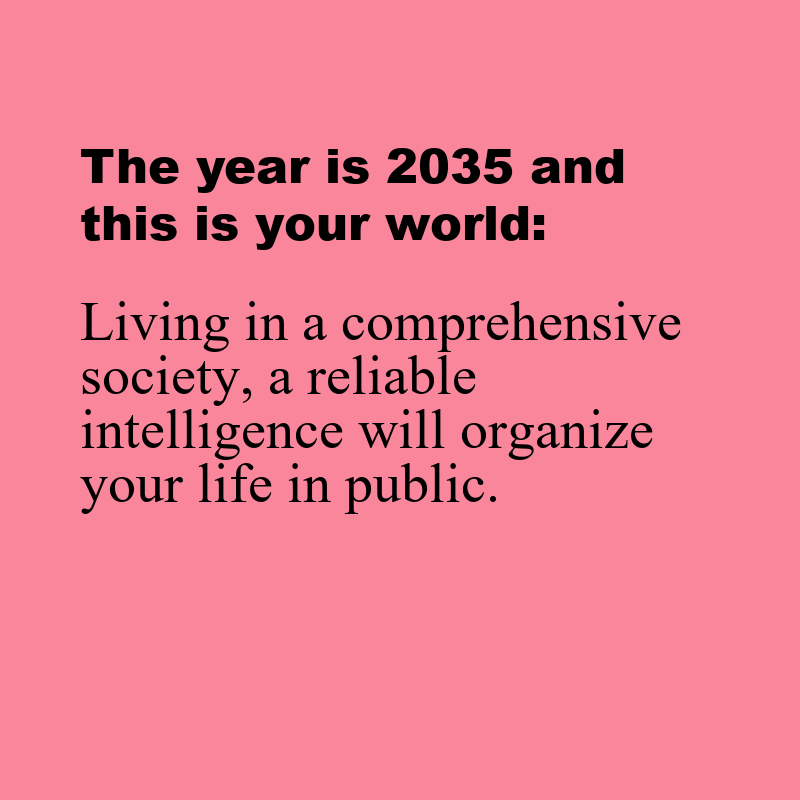 The year is 2035 and
this is your world:
Living in a comprehensive
society, a reliable
intelligence will organize
your life in public.